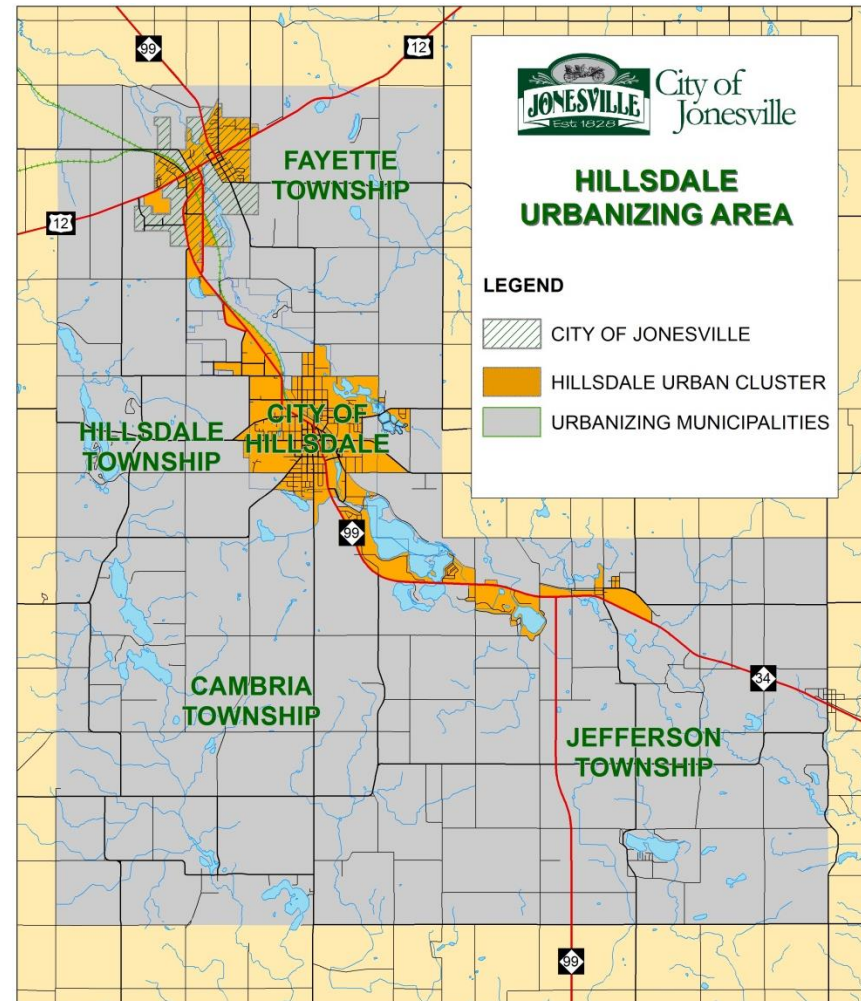 99
12
JONESVILLE
Est. 1828
City of
Jonesville
HILLSDALE
URBANIZING AREA
LEGEND
CITY OF JONESVILLE
HILLSDALE URBAN CLUSTER
URBANIZING MUNICIPALITIES
FAYETTE
TOWNSHIP
12
HILLSDALE
TOWNSHIP
CITY OF
HILLSDALE
99
CAMBRIA
TOWNSHIP
34
JEFFERSON
TOWNSHIP
99